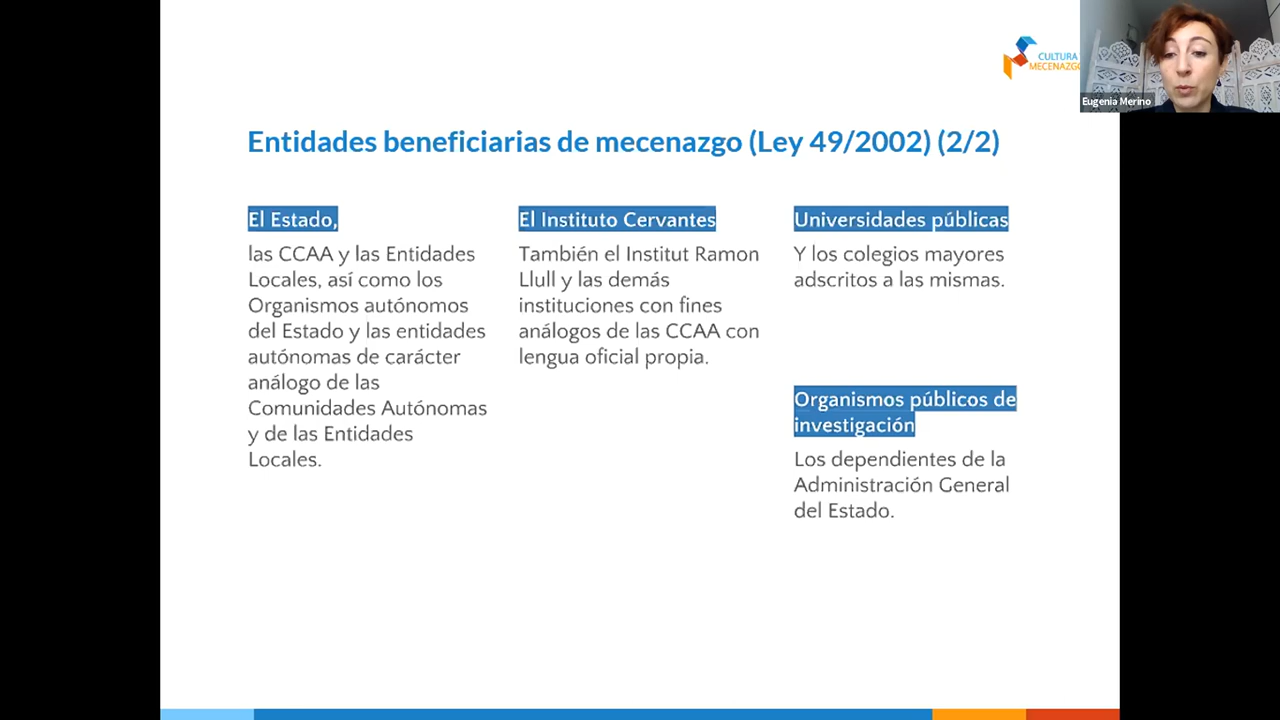 CULTURA
MECENAZGO
Eugenia Merino
Entidades beneficiarias de mecenazgo (Ley 49/2002) (2/2)
El Estado,
las CCAA y las Entidades
Locales, así como los
Organismos autónomos
del Estado y las entidades
autónomas de carácter
análogo de las
Comunidades Autónomas
y de las Entidades
Locales.
El Instituto Cervantes
También el Institut Ramon
Llull y las demás
instituciones con fines
análogos de las CCAA con
lengua oficial propia.
Universidades públicas
Y los colegios mayores
adscritos a las mismas.
Organismos públicos de
investigación
Los dependientes de la
Administración General
del Estado.